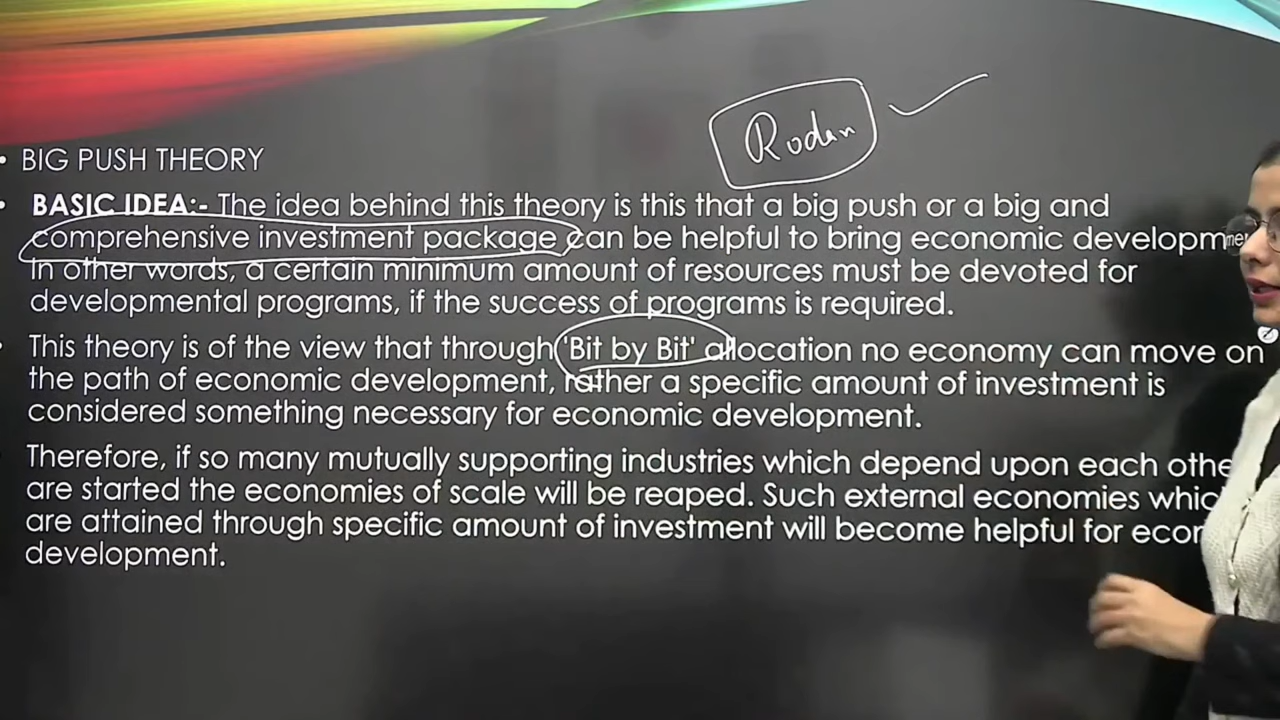 Rodan
• BIG PUSH THEORY
• BASIC IDEA:- The idea behind this theory is this that a big push or a big and
comprehensive investment package can be helpful to bring economic developmen
In other words, a certain minimum amount of resources must be devoted for
developmental programs, if the success of programs is required.
• This theory is of the view that through 'Bit by Bit' allocation no economy can move on
the path of economic development, rather a specific amount of investment is
considered something necessary for economic development.
Therefore, if so many mutually supporting industries which depend upon each othe
are started the economies of scale will be reaped. Such external economies whic
are attained through specific amount of investment will become helpful for econ
development.